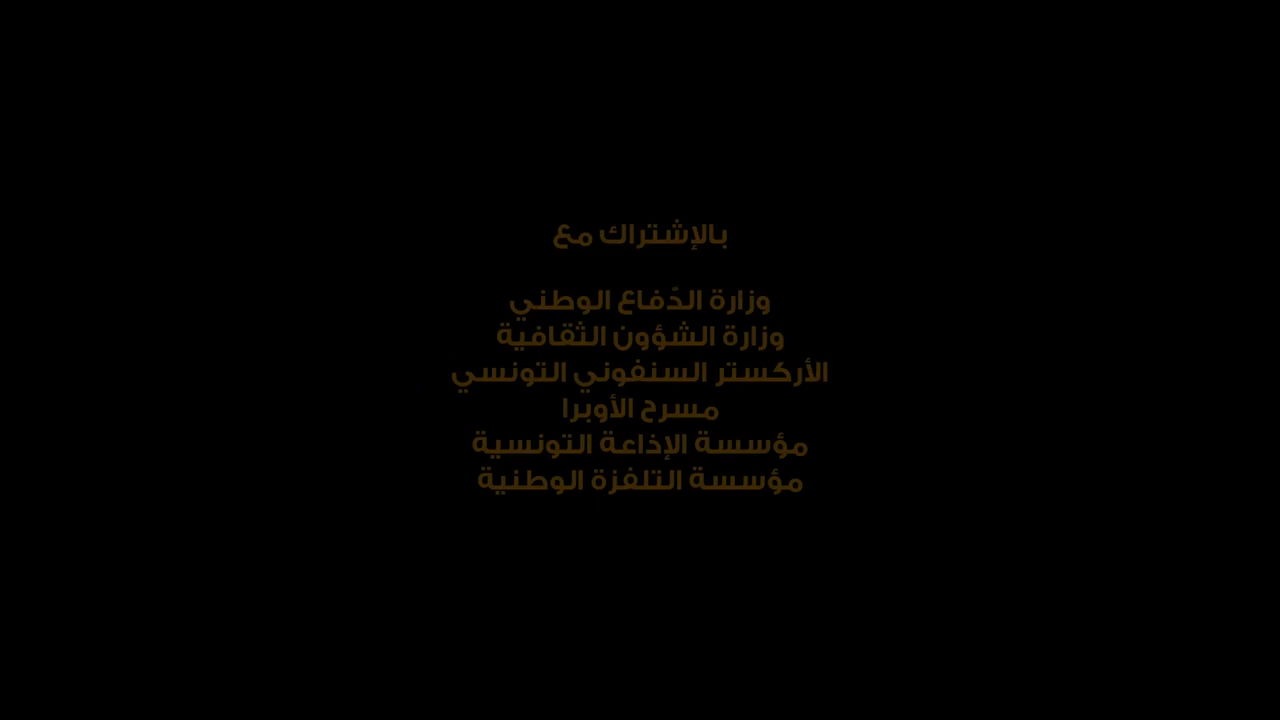 بالإشتراك مع
وزارة الدّفاع الوطني
وزارة الشؤون الثقافية
الأركستر السنفوني التونسي
مسرح الأوبرا
مؤسسة الإذاعة التونسية
مؤسسة التلفزة الوطنية